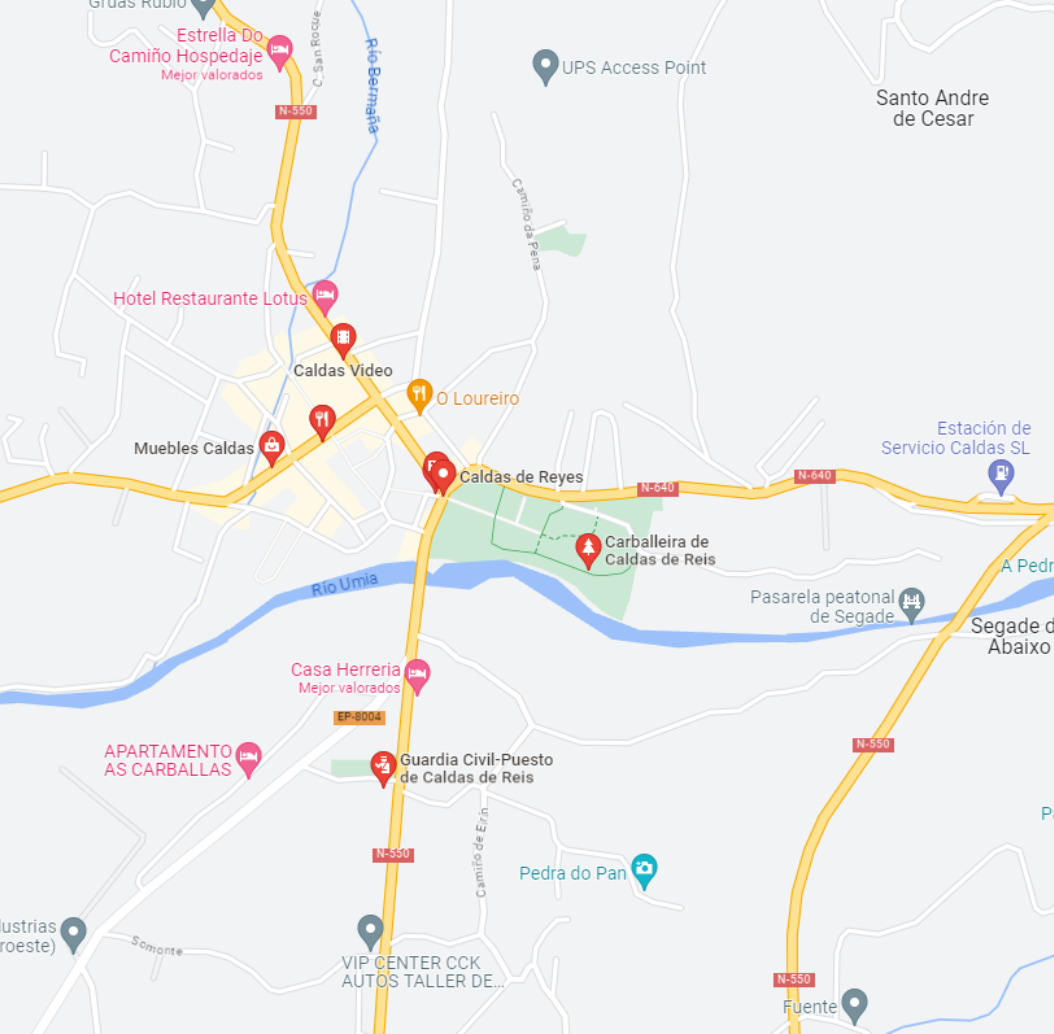 Grúas Rubio
Estrella Do
Camiño Hospedaje
Mejor valorados
C. San Roque
Río Bermaña
UPS Access Point
Santo Andre
de Cesar
N-550
Camiño da Pena
Hotel Restaurante Lotus
Caldas Video
O Loureiro
Muebles Caldas
Estación de
Servicio Caldas SL
Caldas de Reyes
N-640
N-640
Carballeira de
Caldas de Reis
A Pedr
Río Umia
Pasarela peatonal
de Segade
Segade d
Abaixo
Casa Herreria
Mejor valorados
EP-8004
N-550
APARTAMENTO
AS CARBALLAS
Guardia Civil-Puesto
de Caldas de Reis
Camiño de Eirín
N-550
Pedra do Pan
lustrias
roeste)
Somonte
VIP CENTER CCK
AUTOS TALLER DE...
N-550
Fuente